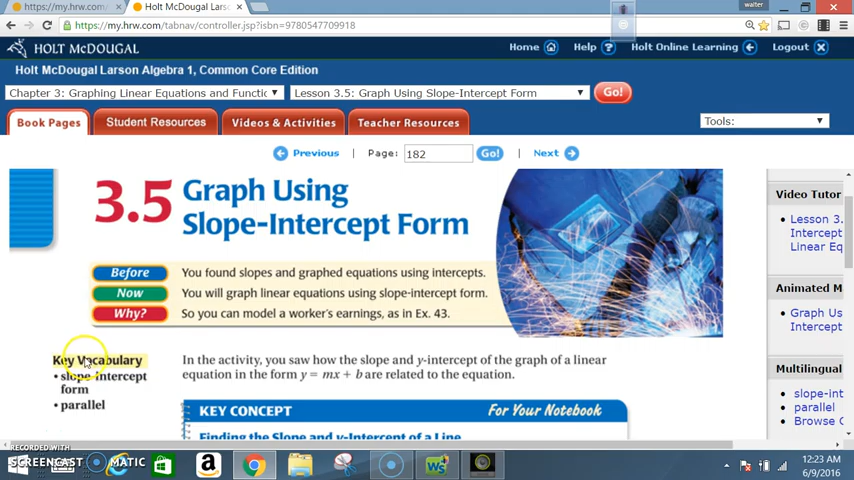 https://my.hrw.com/tabnav/
Holt McDougal Lars
walter
https://my.hrw.com/tabnav/controller.jsp?isbn=9780547709918
HOLT McDOUGAL
Home
Help
Holt Online Learning
Logout
Holt McDougal Larson Algebra 1, Common Core Edition
Chapter 3: Graphing Linear Equations and Functic
Lesson 3.5: Graph Using Slope-Intercept Form
Go!
Book Pages
Student Resources
Videos & Activities
Teacher Resources
Tools:
Previous | Page: 182 Go! | Next
3.5 Graph Using
Slope-Intercept Form
Before You found slopes and graphed equations using intercepts.
Now You will graph linear equations using slope-intercept form.
Why? So you can model a worker's earnings, as in Ex. 43.
Key Vocabulary
• slope-intercept
form
• parallel
In the activity, you saw how the slope and y-intercept of the graph of a linear
equation in the form y = mx + b are related to the equation.
KEY CONCEPT
For Your Notebook
Finding the Slope and y-Intercept of a Line
Video Tutor
• Lesson 3.
Intercept
Linear Eq
Animated M
• Graph Us
Intercept
Multilingual
• slope-int
• parallel
• Browse C
RECORDED WITH
SCREENCAST MATIC
12:23 AM
6/9/2016